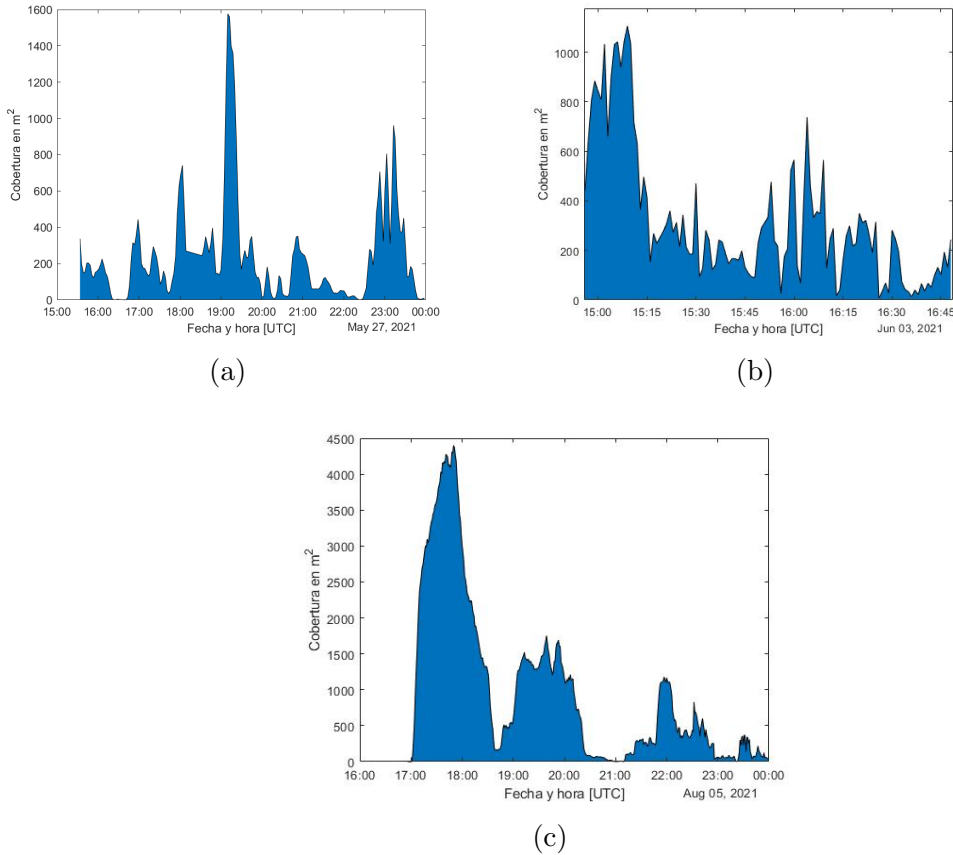 1600
1400
1200
1000
800
600
400
200
0
Cobertura en m²
15:00 16:00 17:00 18:00 19:00 20:00 21:00 22:00 23:00 00:00
Fecha y hora [UTC]
May 27, 2021
(a)
1000
800
600
400
200
0
Cobertura en m²
15:00 15:15 15:30 15:45 16:00 16:15 16:30 16:45
Fecha y hora [UTC]
Jun 03, 2021
(b)
4500
4000
3500
3000
2500
2000
1500
1000
500
0
Cobertura en m²
16:00 17:00 18:00 19:00 20:00 21:00 22:00 23:00 00:00
Fecha y hora [UTC]
Aug 05, 2021
(c)